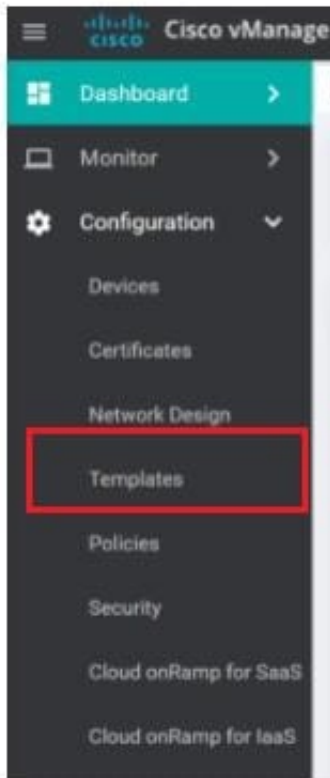 CISCO Cisco vManage
Dashboard
Monitor
Configuration
Devices
Certificates
Network Design
Templates
Policies
Security
Cloud onRamp for SaaS
Cloud onRamp for IaaS